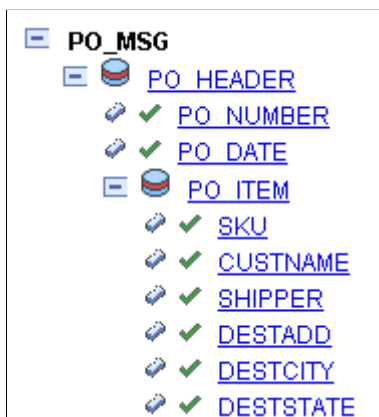 PO_MSG
PO_HEADER
PO_NUMBER
PO_DATE
PO_ITEM
SKU
CUSTNAME
SHIPPER
DESTADD
DESTCITY
DESTSTATE